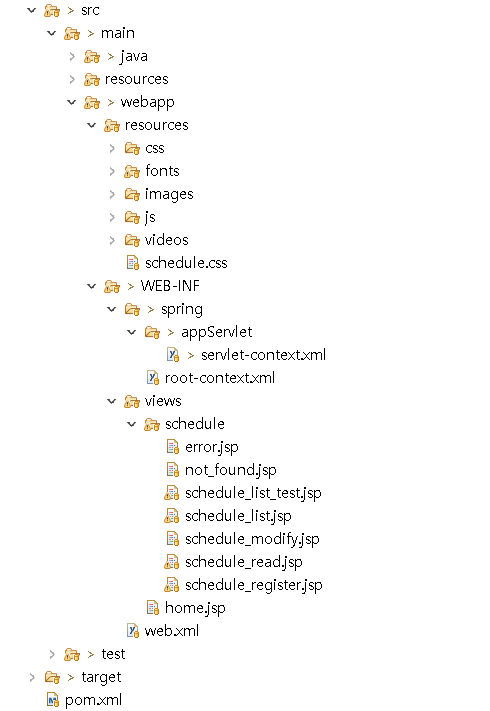 > src
> main
> java
> resources
> webapp
resources
css
fonts
images
js
videos
schedule.css
> WEB-INF
> spring
> appServlet
> servlet-context.xml
root-context.xml
views
schedule
error.jsp
not_found.jsp
schedule_list_test.jsp
schedule_list.jsp
schedule_modify.jsp
schedule_read.jsp
schedule_register.jsp
home.jsp
web.xml
> test
> target
pom.xml